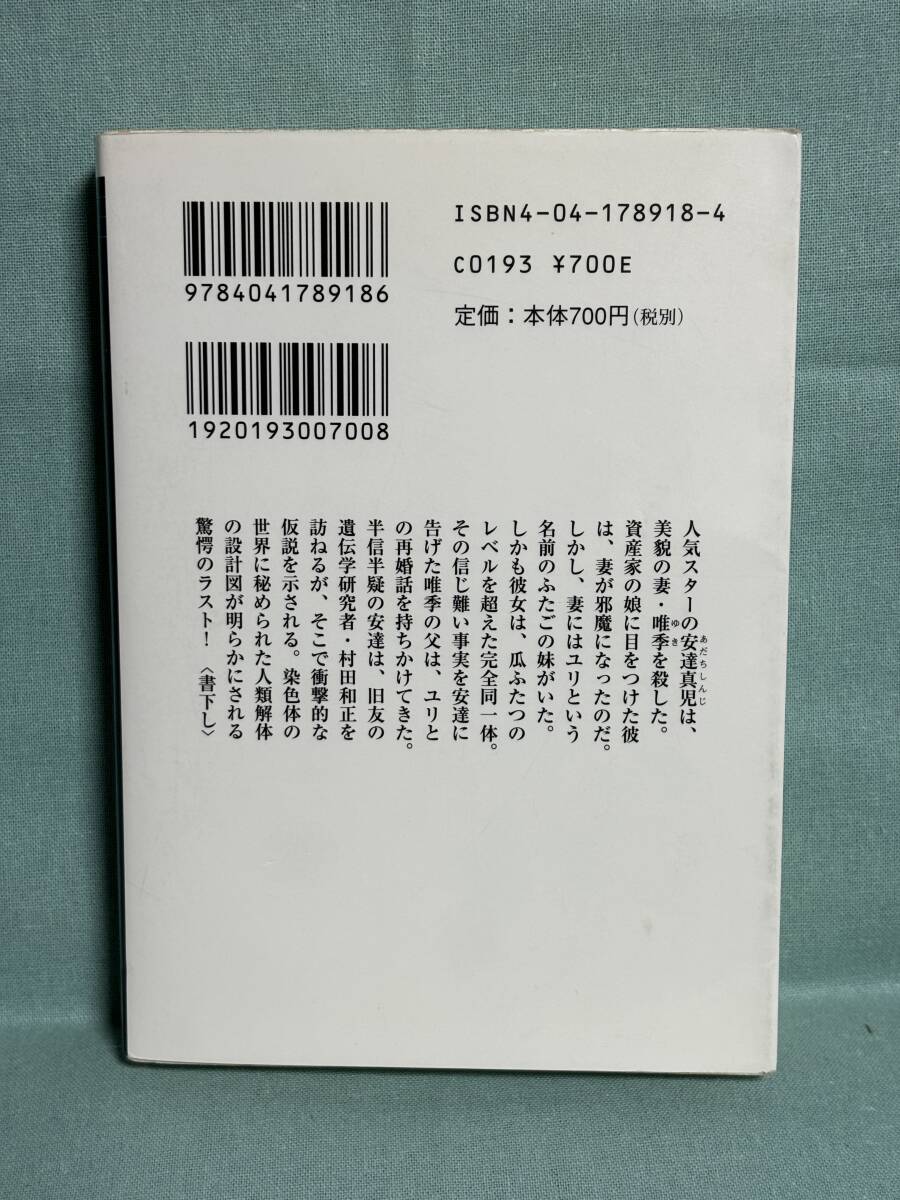 ISBN4-04-178918-4
C0193 ¥700E
定価：本体700円（税別）
9784041789186
1920193007008
人気スターの安達真児は、
あだちしんじ
美貌の妻・唯季を殺した。
ゆき
資産家の娘に目をつけた彼
は、妻が邪魔になったのだ。
しかし、妻にはユリという
名前のふたごの妹がいた。
しかも彼女は、瓜ふたつの
レベルを超えた完全同一体。
その信じ難い事実を安達に
告げた唯季の父は、ユリと
の再婚話を持ちかけてきた。
半信半疑の安達は、旧友の
遺伝学研究者・村田和正を
訪ねるが、そこで衝撃的な
仮説を示される。染色体の
世界に秘められた人類解体
の設計図が明らかにされる
驚愕のラスト！〈書下し〉